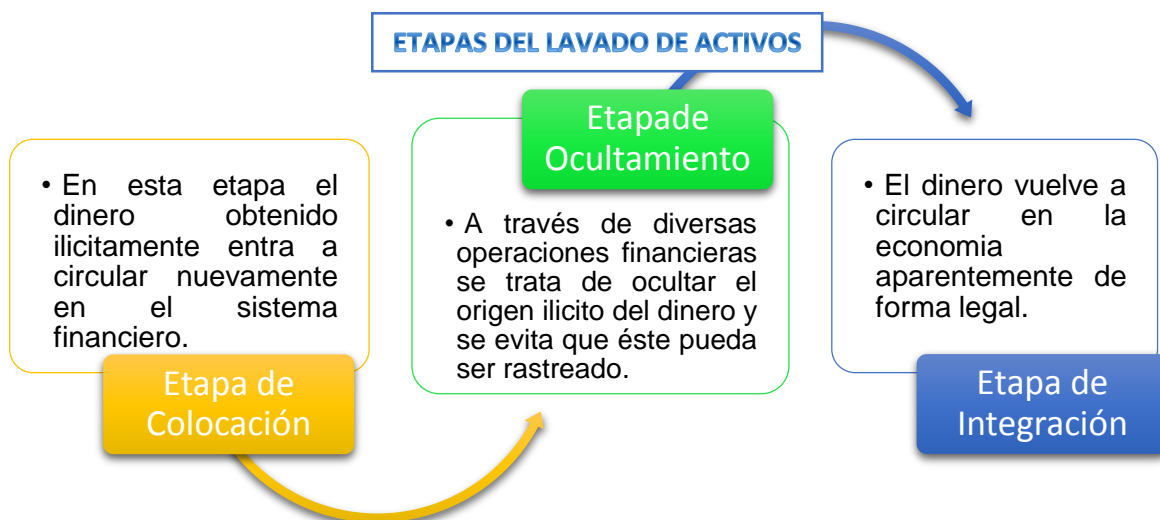 ETAPAS DEL LAVADO DE ACTIVOS
• En esta etapa el
dinero obtenido
ilicitamente entra a
circular nuevamente
en el sistema
financiero.
Etapa de
Colocación
Etapade
Ocultamiento
• A través de diversas
operaciones financieras
se trata de ocultar el
origen ilicito del dinero y
se evita que éste pueda
ser rastreado.
• El dinero vuelve a
circular en la
economia
aparentemente de
forma legal.
Etapa de
Integración